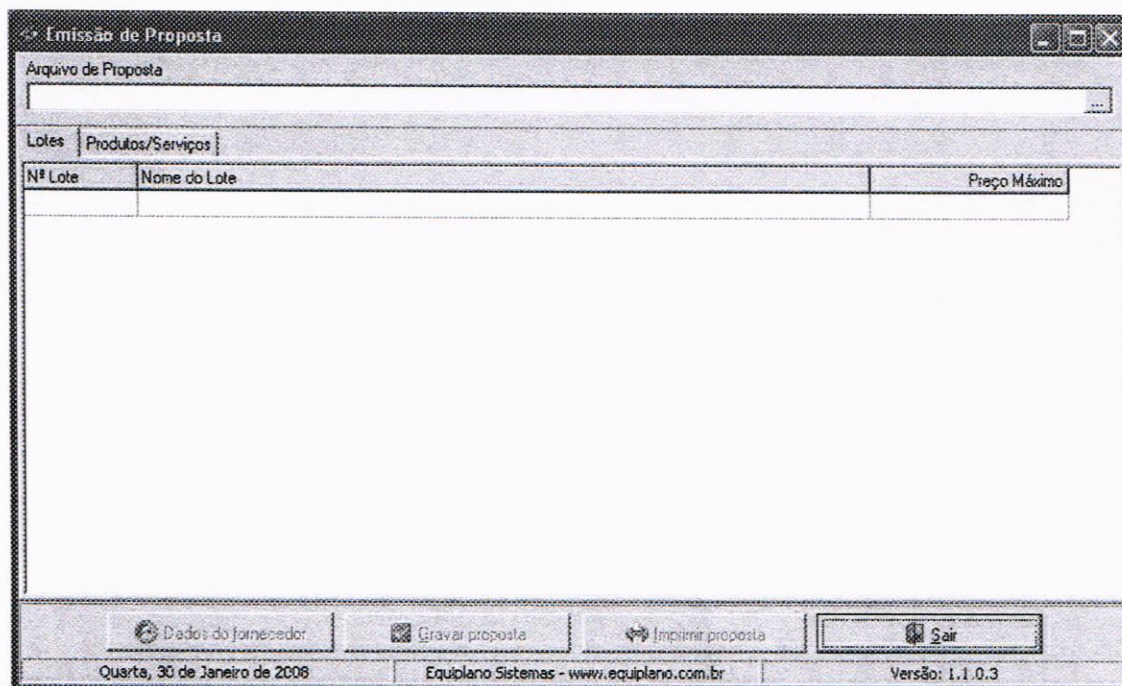 Emissão de Proposta
Arquivo de Proposta
...
Lotes Produtos/Serviços
Nª Lote Nome do Lote Preço Máximo
Dados do fornecedor Gravar proposta Imprimir proposta Sair
Quarta, 30 de Janeiro de 2008 Equiplano Sistemas - www.equiplano.com.br Versão: 1.1.0.3